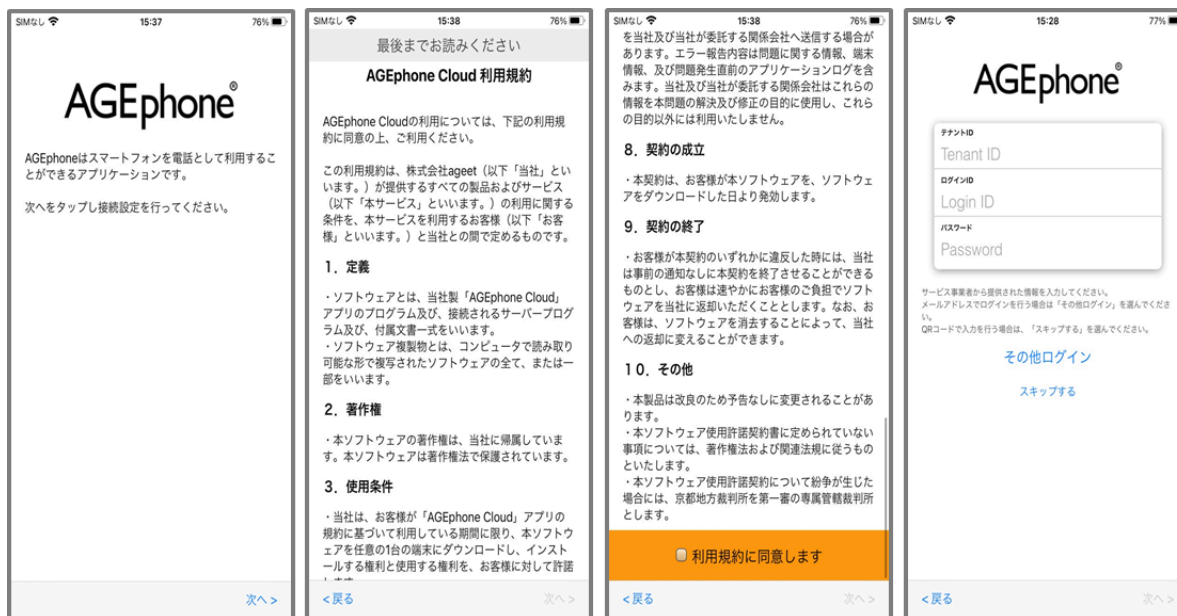 SIMなし 15:37 76%
AGEphone®
AGEphoneはスマートフォンを電話として利用するこ
とができるアプリケーションです。
次へをタップし接続設定を行ってください。
次へ >
SIMなし 15:38 76%
最後までお読みください
AGEphone Cloud 利用規約
AGEphone Cloudの利用については、下記の利用規
約に同意の上、ご利用ください。
この利用規約は、株式会社ageet（以下「当社」とい
います。）が提供するすべての製品およびサービス
（以下「本サービス」といいます。）の利用に関する
条件を、本サービスを利用するお客様（以下「お客
様」といいます。）と当社との間で定めるものです。
1．定義
・ソフトウェアとは、当社製「AGEphone Cloud」
アプリのプログラム及び、接続されるサーバープログ
ラム及び、付属文書一式をいいます。
・ソフトウェア複製物とは、コンピュータで読み取り
可能な形で複写されたソフトウェアの全て、または一
部をいいます。
2．著作権
・本ソフトウェアの著作権は、当社に帰属していま
す。本ソフトウェアは著作権法で保護されています。
3．使用条件
・当社は、お客様が「AGEphone Cloud」アプリの
規約に基づいて利用している期間に限り、本ソフトウ
ェアを任意の1台の端末にダウンロードし、インスト
ールする権利と使用する権利を、お客様に対して許諾
< 戻る 次へ >
SIMなし 15:38 76%
を当社及び当社が委託する関係会社へ送信する場合が
あります。エラー報告内容は問題に関する情報、端末
情報、及び問題発生直前のアプリケーションログを含
みます。当社及び当社が委託する関係会社はこれらの
情報を本問題の解決及び修正の目的に使用し、これら
の目的以外には利用いたしません。
8．契約の成立
・本契約は、お客様が本ソフトウェアを、ソフトウェ
アをダウンロードした日より発効します。
9．契約の終了
・お客様が本契約のいずれかに違反した時には、当社
は事前の通知なしに本契約を終了させることができる
ものとし、お客様は速やかにお客様のご負担でソフト
ウェアを当社に返却いただくこととします。なお、お
客様は、ソフトウェアを消去することによって、当社
への返却に変えることができます。
10．その他
・本製品は改良のため予告なしに変更されることがあ
ります。
・本ソフトウェア使用許諾契約書に定められていない
事項については、著作権法および関連法規に従うもの
といたします。
・本ソフトウェア使用許諾契約について紛争が生じた
場合には、京都地方裁判所を第一審の専属管轄裁判所
とします。
利用規約に同意します
< 戻る 次へ >
SIMなし 15:28 77%
AGEphone®
テナントID
Tenant ID
ログインID
Login ID
パスワード
Password
サービス事業者から提供された情報を入力してください。
メールアドレスでログインを行う場合は「その他ログイン」を選んでくださ
い。
QRコードで入力を行う場合は、「スキップする」を選んでください。
その他ログイン
スキップする
< 戻る 次へ >